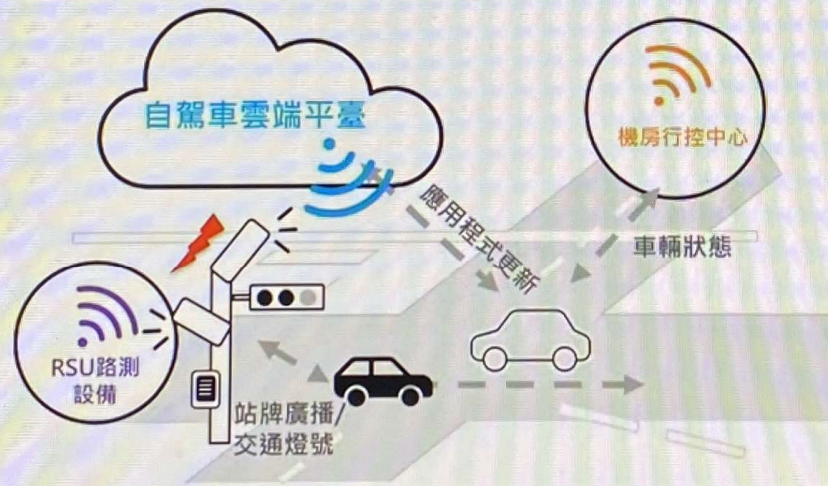 自駕車雲端平臺
機房行控中心
應用程式更新
車輛狀態
RSU路測
設備
站牌廣播/
交通燈號